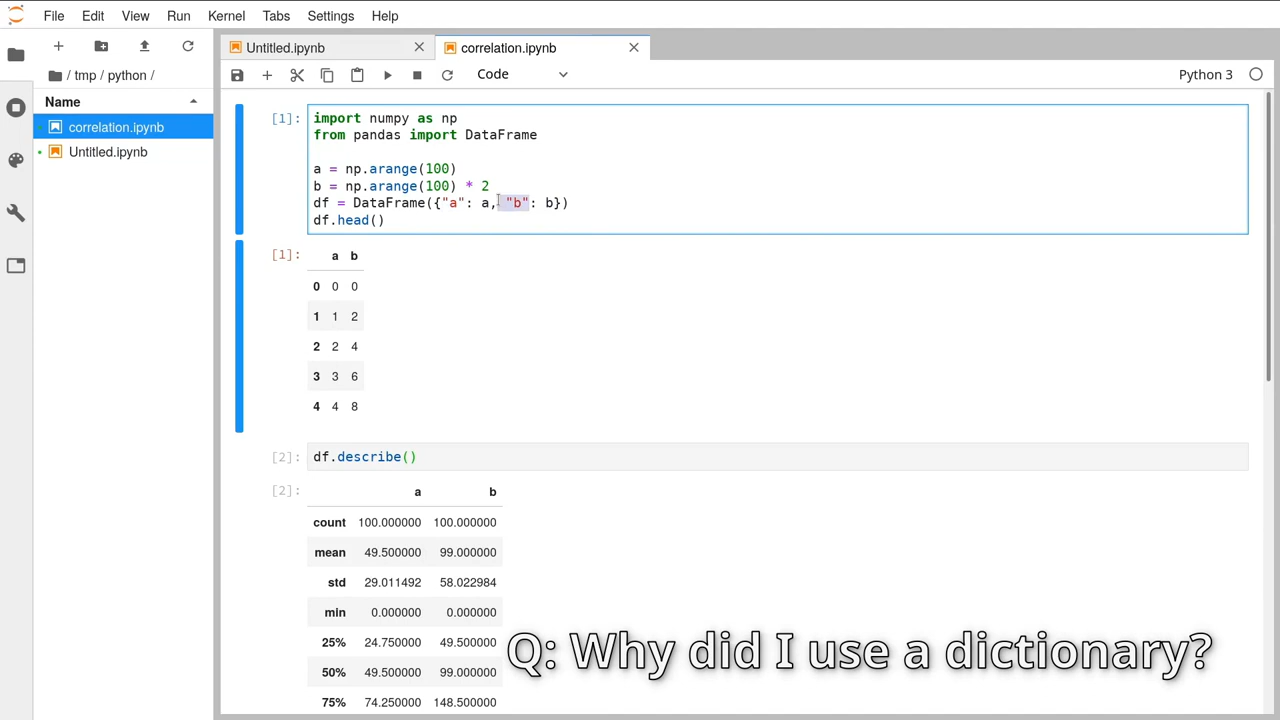 File Edit View Run Kernel Tabs Settings Help
Untitled.ipynb
correlation.ipynb
Code
Python 3
/ tmp / python /
Name
correlation.ipynb
Untitled.ipynb
[1]:
import numpy as np
from pandas import DataFrame
a = np.arange(100)
b = np.arange(100) * 2
df = DataFrame({"a": a, "b": b})
df.head()
[1]:
a b
0 0 0
1 1 2
2 2 4
3 3 6
4 4 8
[2]:
df.describe()
[2]:
a b
count 100.000000 100.000000
mean 49.500000 99.000000
std 29.011492 58.022984
min 0.000000 0.000000
25% 24.750000 49.500000
50% 49.500000 99.000000
75% 74.250000 148.500000
Q: Why did I use a dictionary?